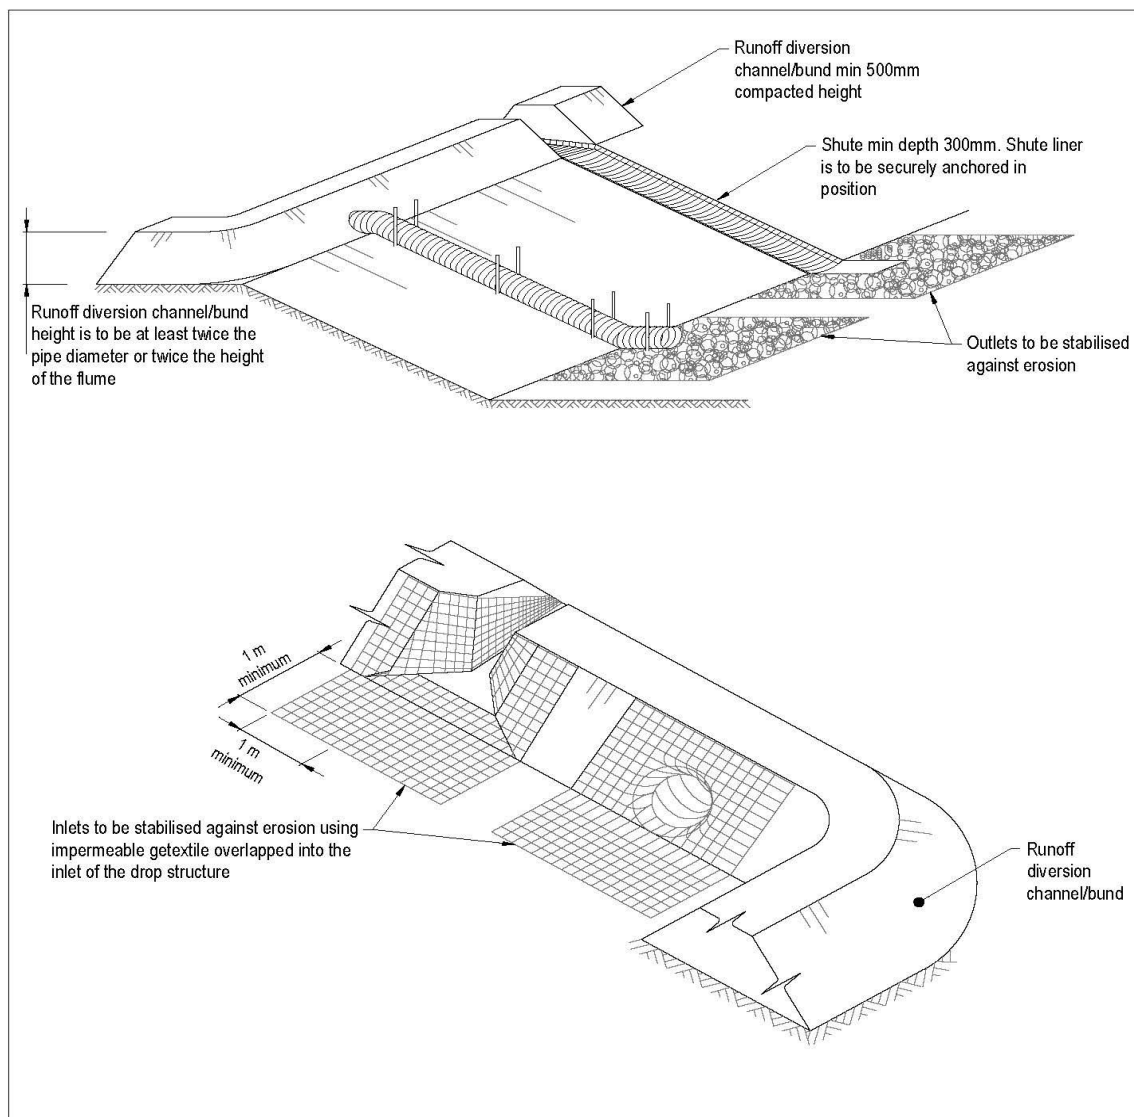 Runoff diversion
channel/bund min 500mm
compacted height
Shute min depth 300mm. Shute liner
is to be securely anchored in
position
Runoff diversion channel/bund
height is to be at least twice the
pipe diameter or twice the height
of the flume
Outlets to be stabilised
against erosion
1 m
minimum
1 m
minimum
Inlets to be stabilised against erosion using
impermeable getextile overlapped into the
inlet of the drop structure
Runoff
diversion
channel/bund